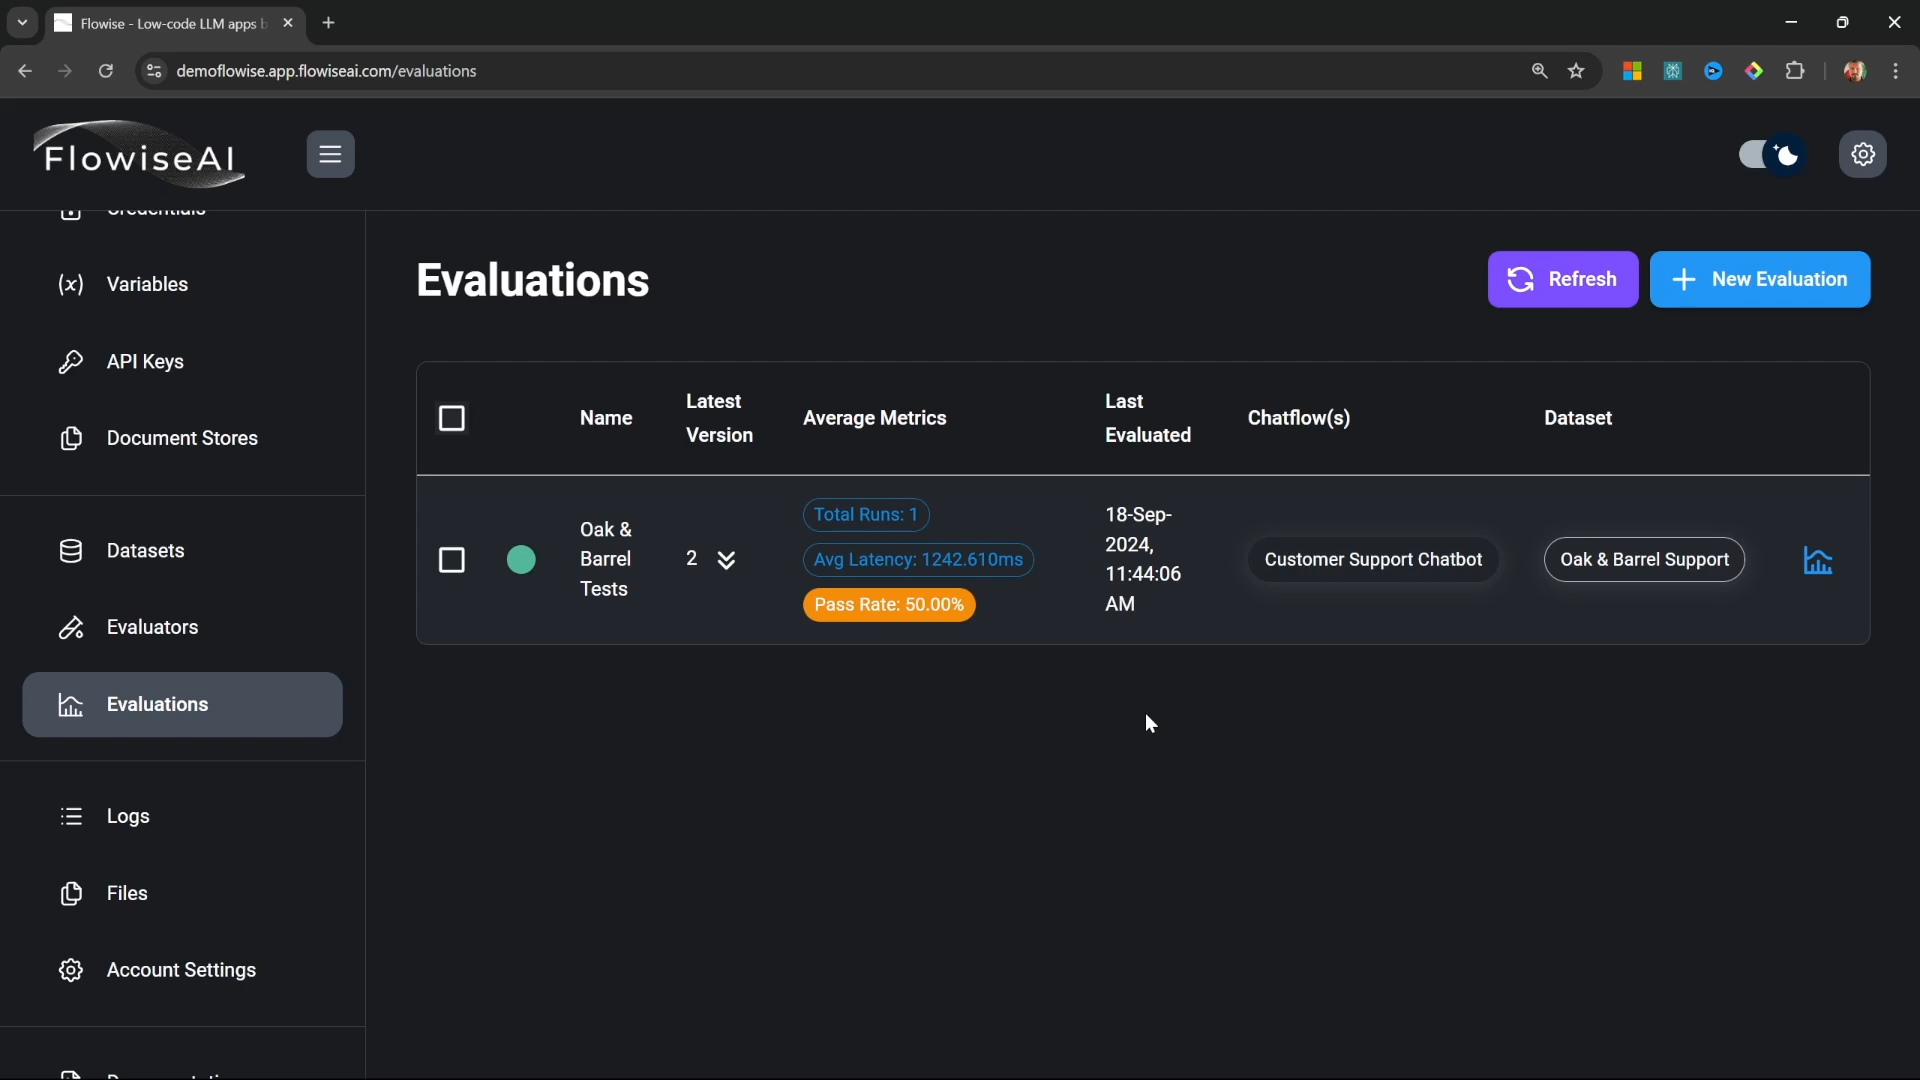 Flowise - Low-code LLM apps b
demoflowise.app.flowiseai.com/evaluations
FlowiseAI
Credentials
Variables
API Keys
Document Stores
Datasets
Evaluators
Evaluations
Logs
Files
Account Settings
Evaluations
Refresh
New Evaluation
Name
Latest
Version
Average Metrics
Last
Evaluated
Chatflow(s)
Dataset
Oak &
Barrel
Tests
2
Total Runs: 1
Avg Latency: 1242.610ms
Pass Rate: 50.00%
18-Sep-
2024,
11:44:06
AM
Customer Support Chatbot
Oak & Barrel Support